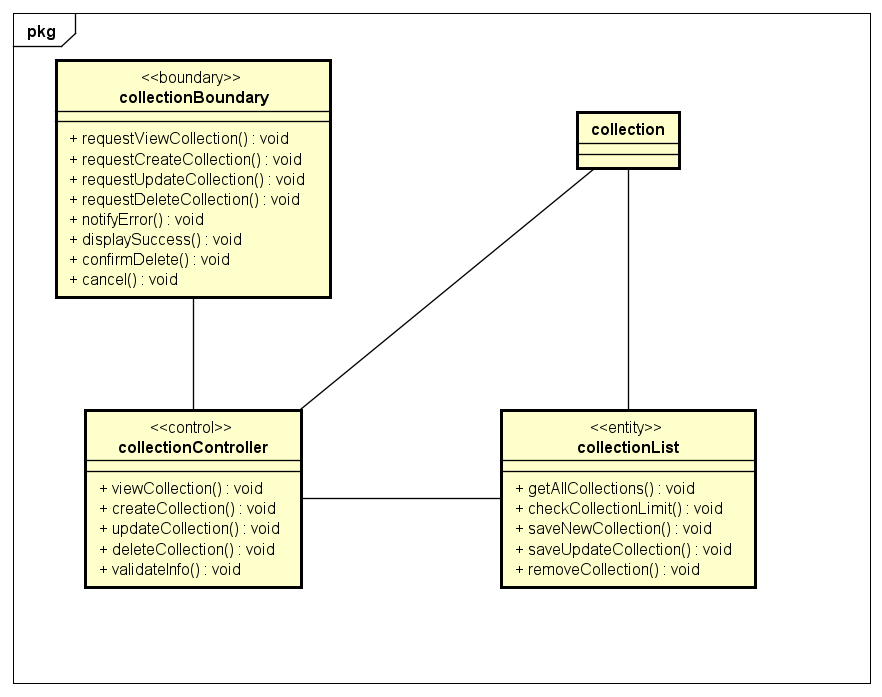 pkg
<<boundary>>
collectionBoundary
+ requestViewCollection() : void
+ requestCreateCollection() : void
+ requestUpdateCollection() : void
+ requestDeleteCollection() : void
+ notifyError() : void
+ displaySuccess() : void
+ confirmDelete() : void
+ cancel() : void
collection
<<control>>
collectionController
+ viewCollection() : void
+ createCollection() : void
+ updateCollection() : void
+ deleteCollection() : void
+ validateInfo() : void
<<entity>>
collectionList
+ getAllCollections() : void
+ checkCollectionLimit() : void
+ saveNewCollection() : void
+ saveUpdateCollection() : void
+ removeCollection() : void